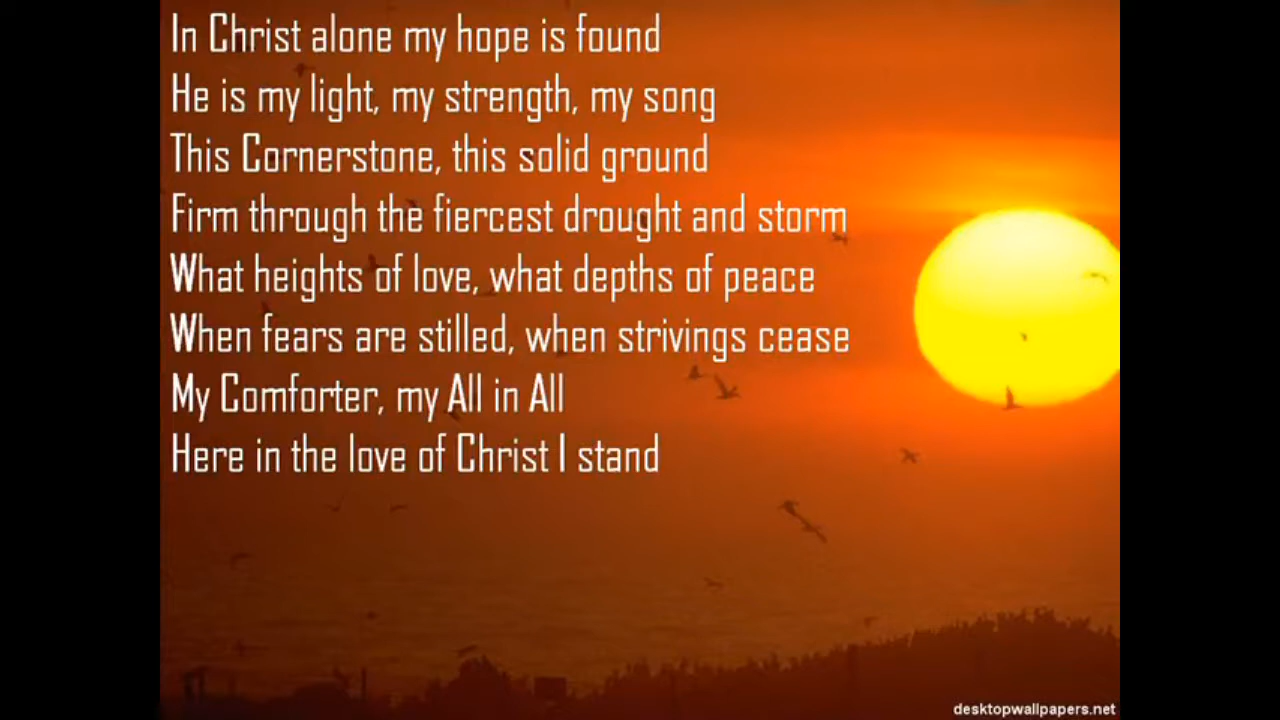 In Christ alone my hope is found
He is my light, my strength, my song
This Cornerstone, this solid ground
Firm through the fiercest drought and storm
What heights of love, what depths of peace
When fears are stilled, when strivings cease
My Comforter, my All in All
Here in the love of Christ I stand
desktopwallpapers.net